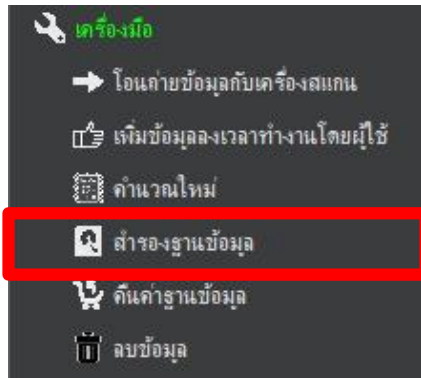 เครื่องมือ
โอนถ่ายข้อมูลกับเครื่องสแกน
เพิ่มข้อมูลลงเวลาทำงานโดยผู้ใช้
คำนวณใหม่
สำรองฐานข้อมูล
คืนค่าฐานข้อมูล
ลบข้อมูล